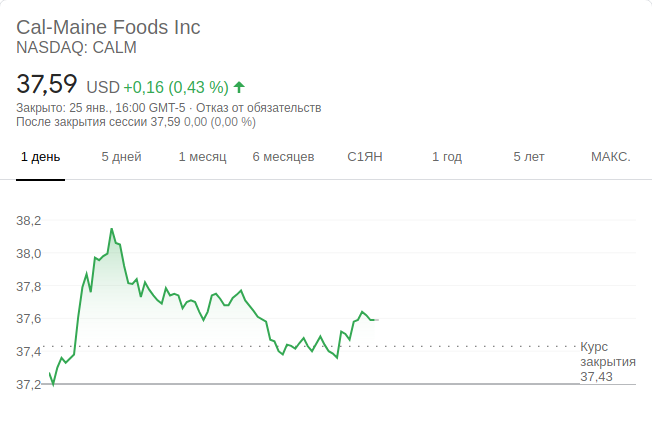 Cal-Maine Foods Inc
NASDAQ: CALM
37,59 USD +0,16 (0,43 %)
Закрыто: 25 янв., 16:00 GMT-5 · Отказ от обязательств
После закрытия сессии 37,59 0,00 (0,00 %)
1 день 5 дней 1 месяц 6 месяцев С1ЯН 1 год 5 лет МАКС.
38,2
38,0
37,8
37,6
37,4
37,2
Курс
закрытия
37,43